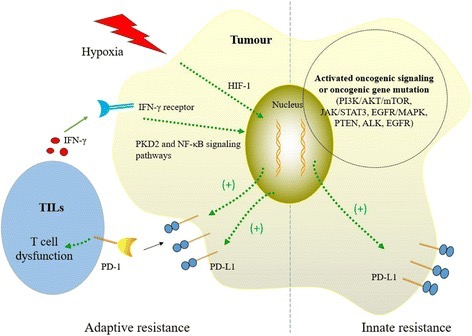 Hypoxia
Tumour
HIF-1
Activated oncogenic signaling
or oncogenic gene mutation
(PI3K/AKT/mTOR,
JAK/STAT3, EGFR/MAPK,
PTEN, ALK, EGFR)
IFN-γ receptor
Nucleus
IFN-γ
PKD2 and NF-κB signaling
pathways
(+)
(+)
(+)
TILs
T cell
dysfunction
PD-1
PD-L1
PD-L1
Adaptive resistance
Innate resistance